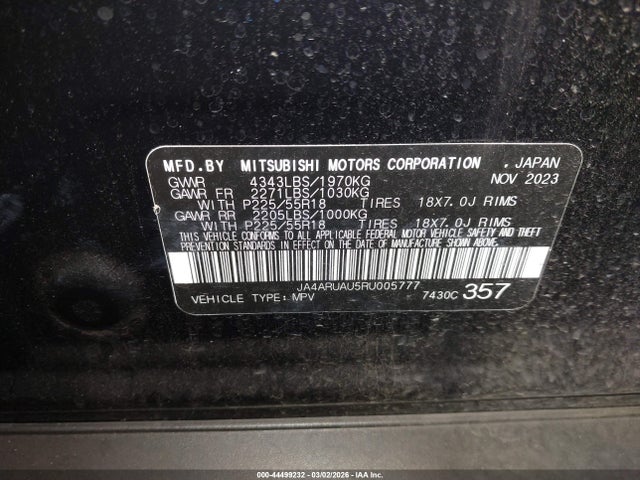 MFD.BY MITSUBISHI MOTORS CORPORATION . JAPAN
GVWR 4343LBS/1970KG NOV 2023
GAWR FR 2271LBS/1030KG
WITH P225/55R18 TIRES 18X7.0J RIMS
GAWR RR 2205LBS/1000KG
WITH P225/55R18 TIRES 18X7.0J RIMS
THIS VEHICLE CONFORMS TO ALL APPLICABLE FEDERAL MOTOR VEHICLE SAFETY AND THEFT
PREVENTION STANDARDS IN EFFECT ON THE DATE OF MANUFACTURE SHOWN ABOVE.
JA4ARUAU5RU005777
VEHICLE TYPE: MPV 7430C 357
000-44499232 - 03/02/2026 - IAA Inc.